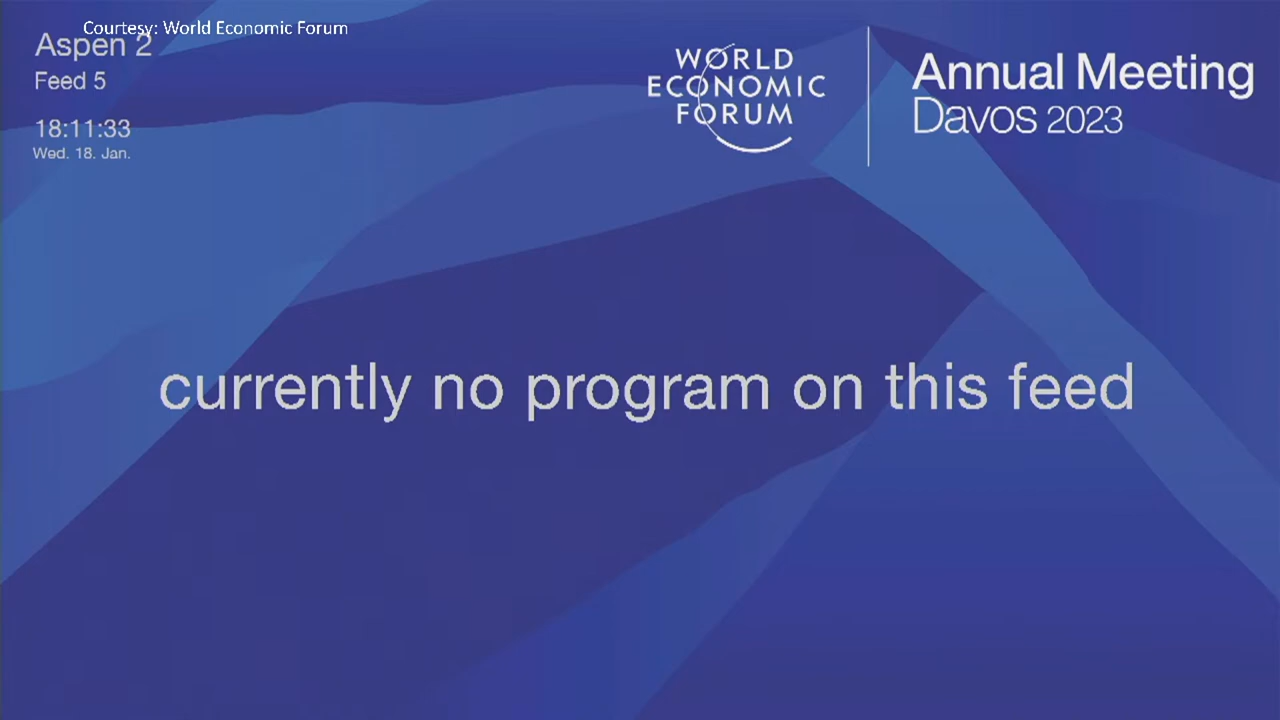 Courtesy: World Economic Forum
Aspen 2
Feed 5
18:11:33
Wed. 18. Jan.
WORLD
ECONOMIC
FORUM
Annual Meeting
Davos 2023
currently no program on this feed